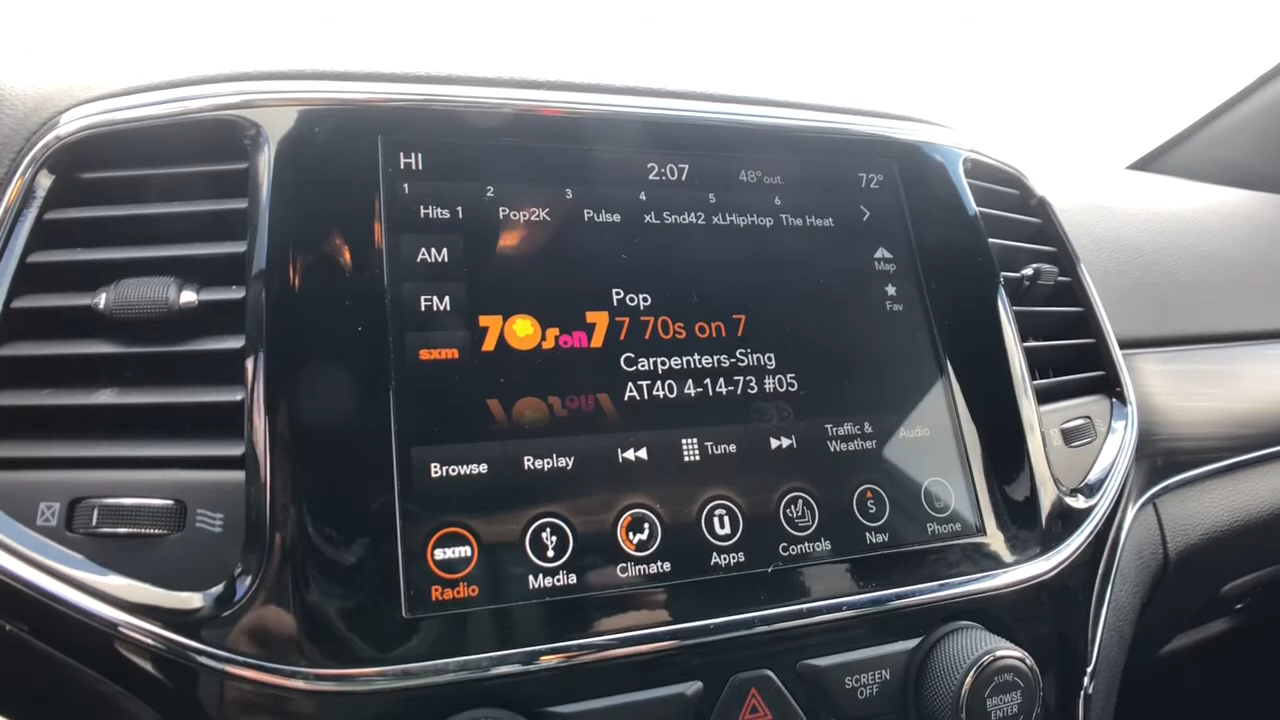 HI 2:07 48° out. 72°
1 2 3 4 5 6
Hits 1 Pop2K Pulse xL Snd42 xLHipHop The Heat
AM
Map
FM
Fav
sxm
Pop
70s on 7 7 70s on 7
Carpenters-Sing
AT40 4-14-73 #05
Browse Replay Tune Traffic & Weather Audio
sxm
Radio Media Climate Apps Controls Nav Phone
S
SCREEN
OFF
TUNE
BROWSE
ENTER